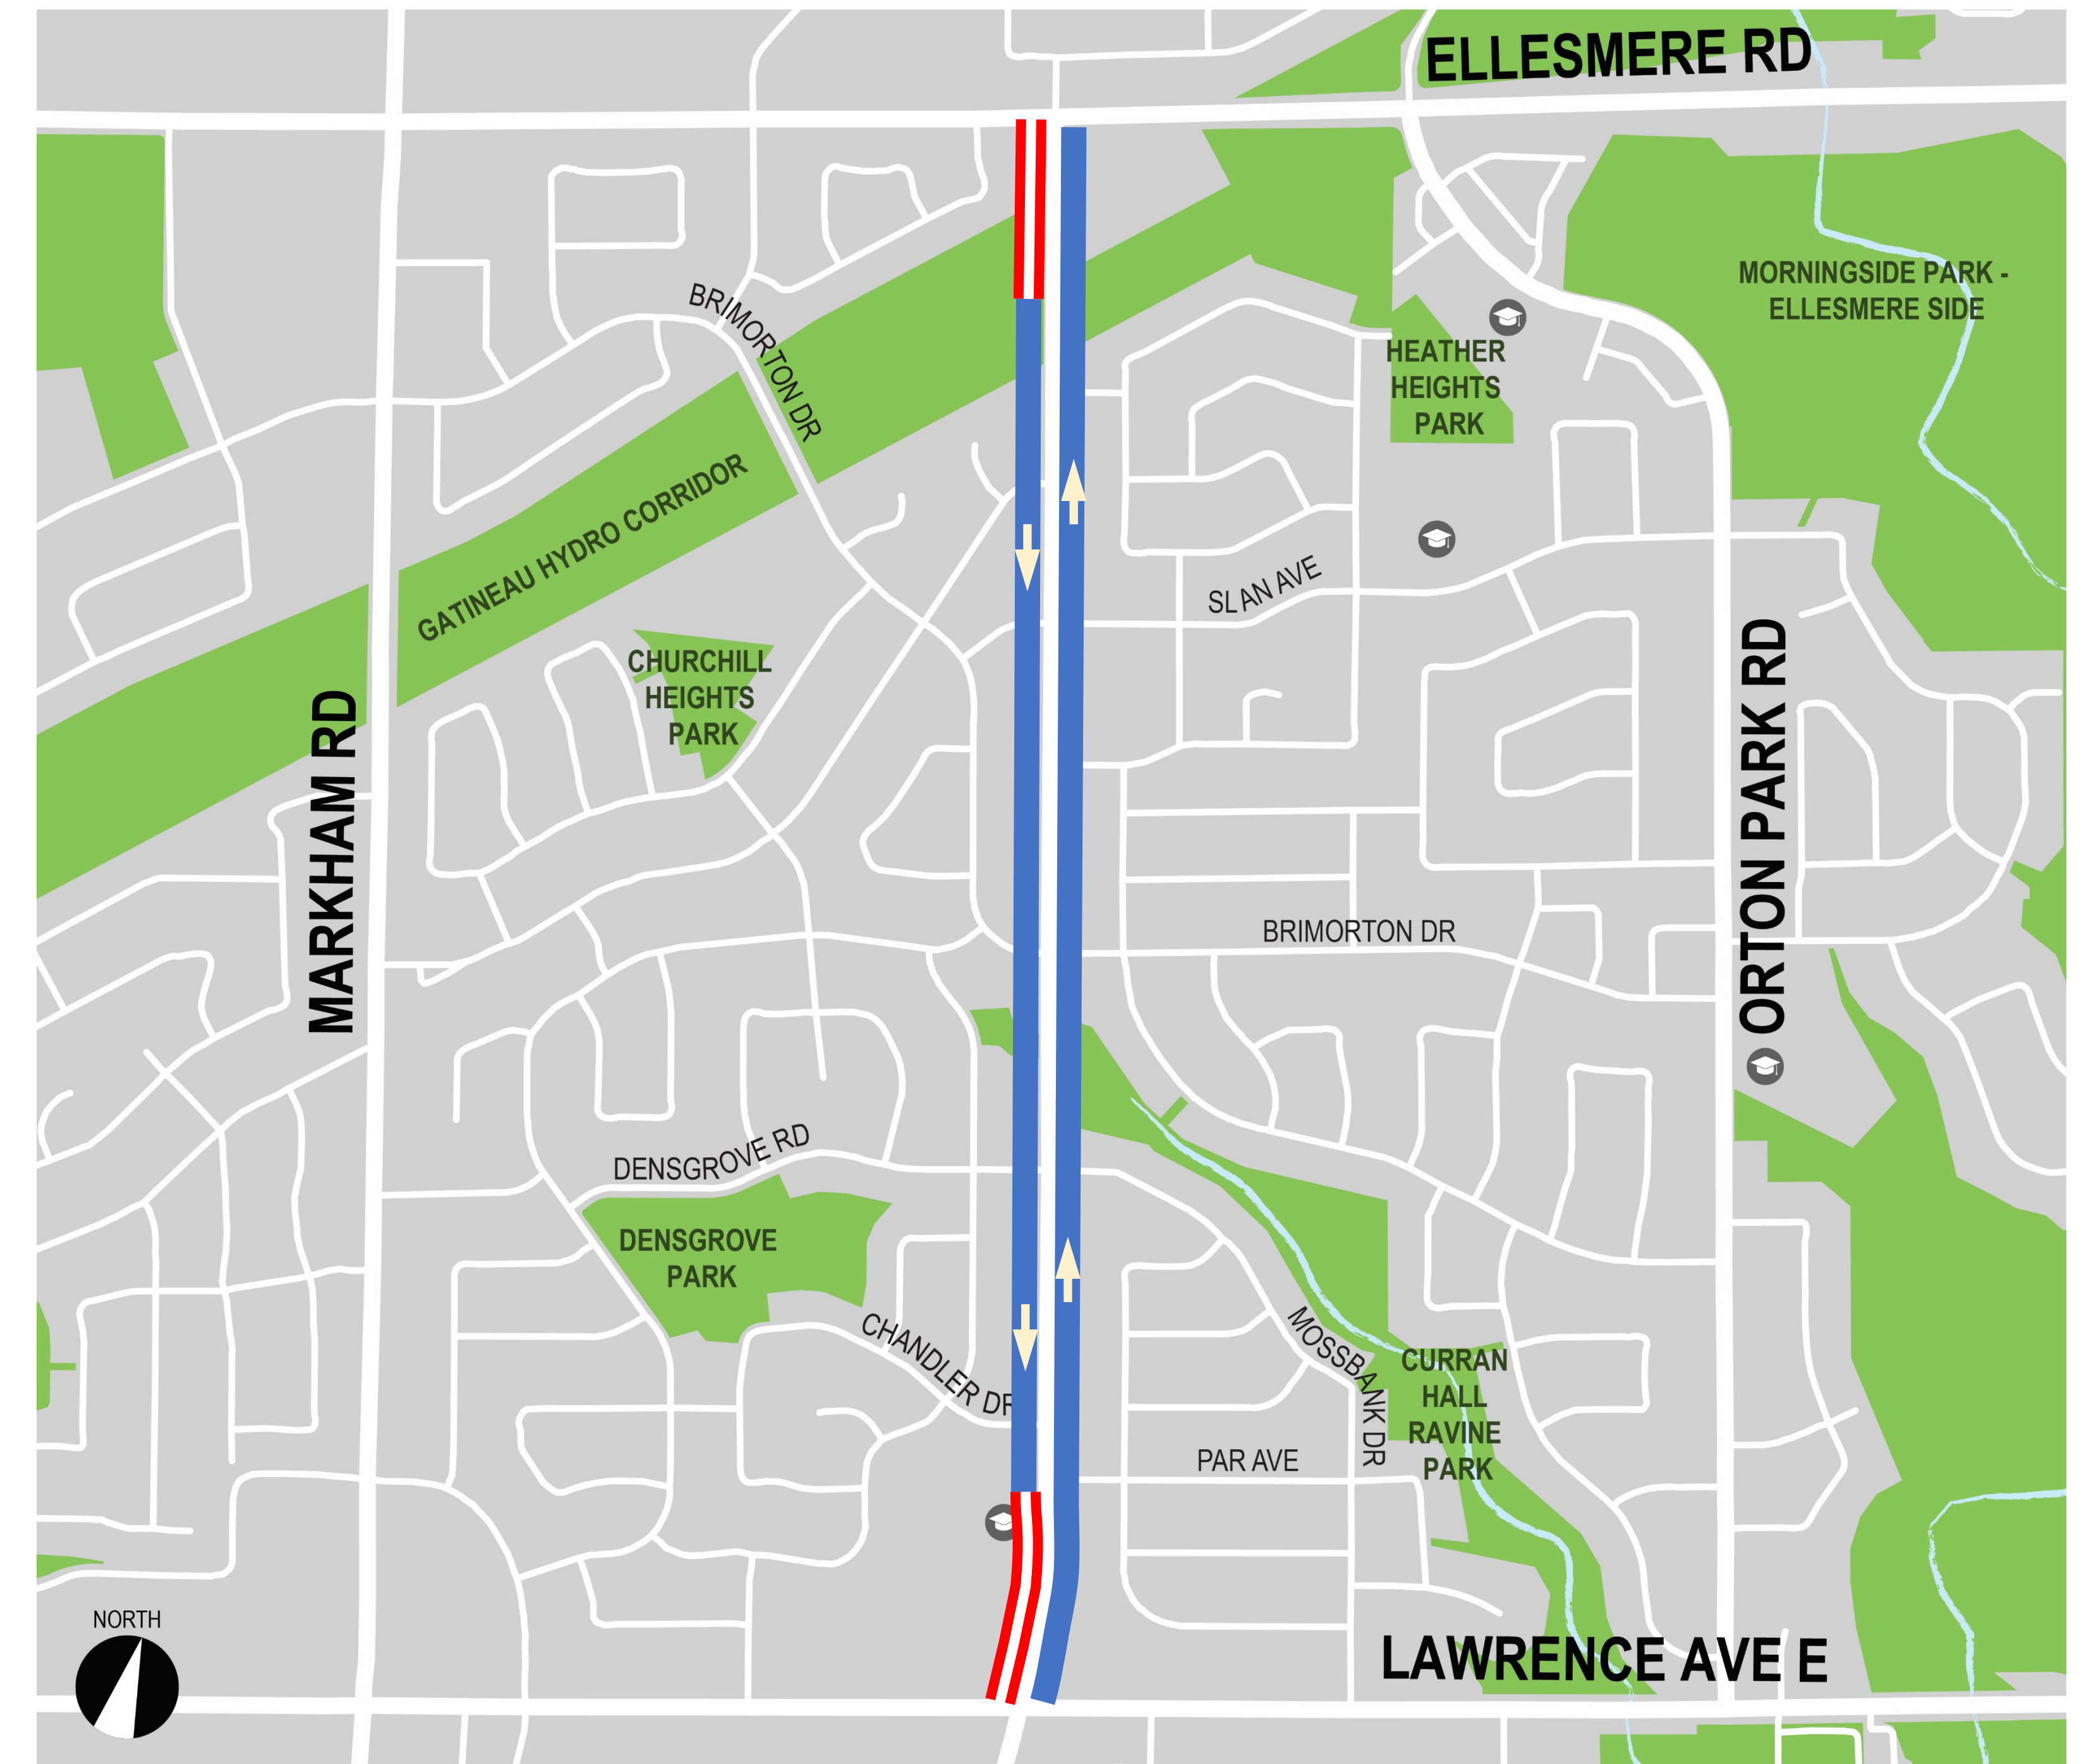 ELLESMERE RD
MORNINGSIDE PARK -
ELLESMERE SIDE
BRIMORTON DR
HEATHER
HEIGHTS
PARK
GATINEAU HYDRO CORRIDOR
SLAN AVE
CHURCHILL
HEIGHTS
PARK
MARKHAM RD
ORTON PARK RD
BRIMORTON DR
DENSGROVE RD
DENSGROVE
PARK
CHANDLER DR
MOSSBANK DR
CURRAN
HALL
RAVINE
PARK
PAR AVE
NORTH
LAWRENCE AVE E